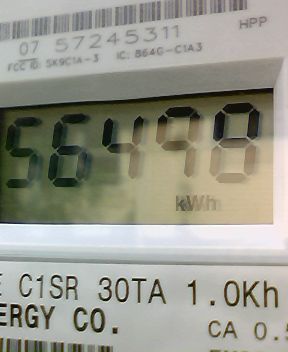 07 57245311 HPP
FCC ID: SK9C1A-3 IC: 864G-C1A3
56498
kWh
C1SR 30TA 1.0Kh
ERGY CO. CA 0.5